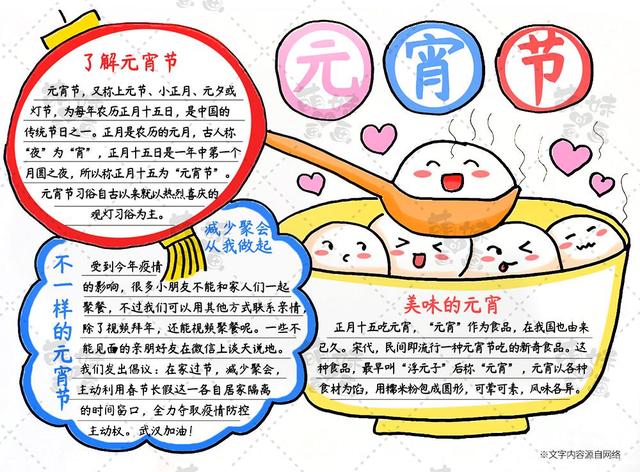 元宵节
了解元宵节
元宵节，又称上元节、小正月、元夕或
灯节，为每年农历正月十五日，是中国的
传统节日之一。正月是农历的元月，古人称
“夜”为“宵”，正月十五日是一年中第一个
月圆之夜，所以称正月十五为“元宵节”。
元宵节习俗自古以来就以热烈喜庆的
观灯习俗为主。
减少聚会
从我做起
不一样的元宵节
受到今年疫情
的影响，很多小朋友不能和家人们一起
聚餐，不过我们可以用其他方式联系亲情，
除了视频拜年，还能视频聚餐呢。一些不
能见面的亲朋好友在微信上谈天说地。
我们发出倡议：在家过节，减少聚会，
主动利用春节长假这一各自居家隔离
的时间窗口，全力夺取疫情防控
主动权。武汉加油！
美味的元宵
正月十五吃元宵，“元宵”作为食品，在我国也由来
已久。宋代，民间即流行一种元宵节吃的新奇食品。这
种食品，最早叫“浮元子”后称“元宵”，元宵以各种
食材为馅，用糯米粉包成圆形，可荤可素，风味各异。
※文字内容源自网络